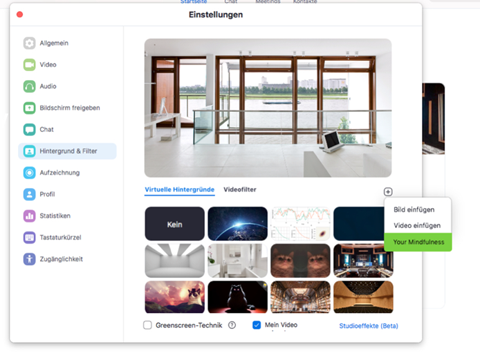 Startseite Chat Meetings Kontakte
Einstellungen
Allgemein
Video
Audio
Bildschirm freigeben
Chat
Hintergrund & Filter
Aufzeichnung
Profil
Statistiken
Tastaturkürzel
Zugänglichkeit
Virtuelle Hintergründe Videofilter
Kein
Bild einfügen
Video einfügen
Your Mindfulness
Greenscreen-Technik ? Mein Video
Studioeffekte (Beta)